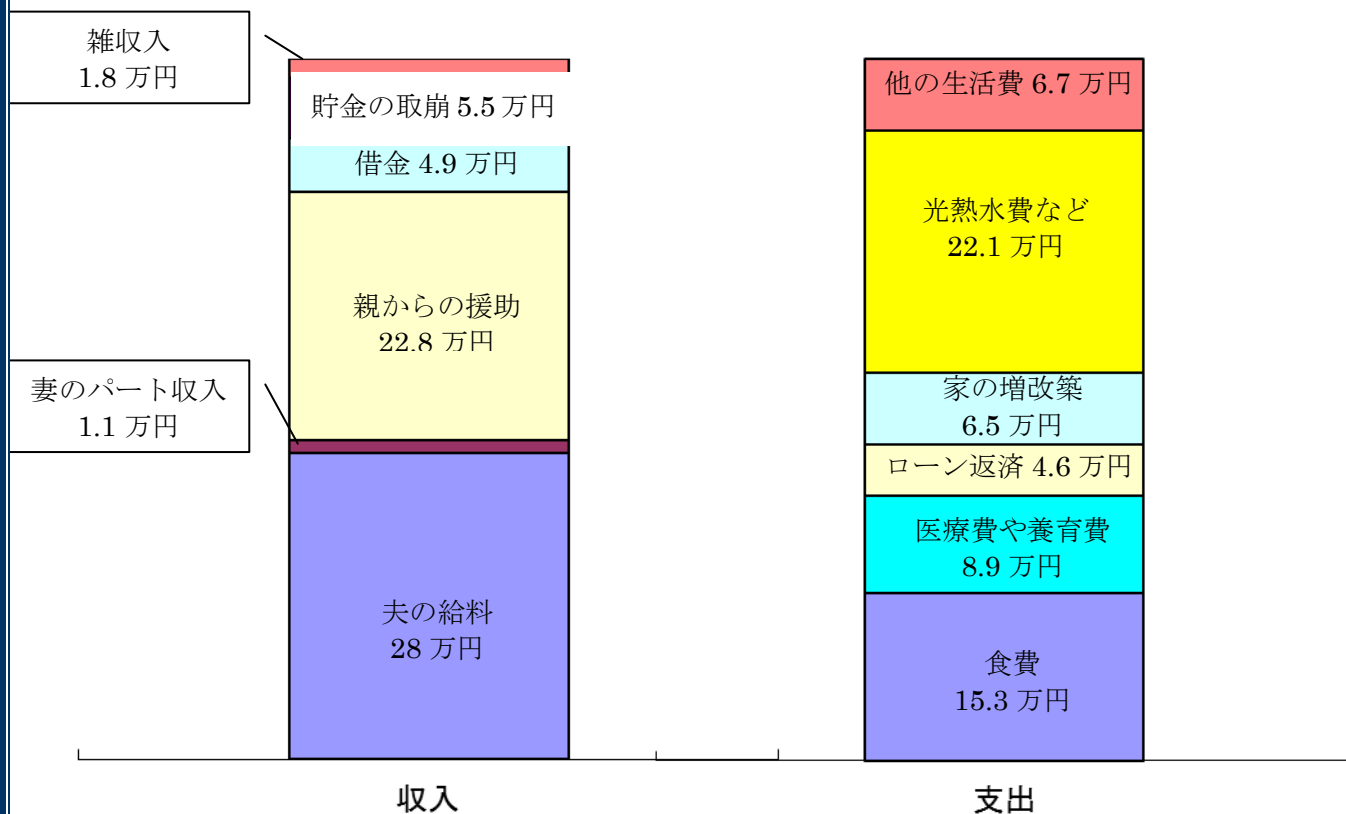 雑収入
1.8 万円
貯金の取崩 5.5 万円
借金 4.9 万円
親からの援助
22.8 万円
妻のパート収入
1.1 万円
夫の給料
28 万円
収入
他の生活費 6.7 万円
光熱水費など
22.1 万円
家の増改築
6.5 万円
ローン返済 4.6 万円
医療費や養育費
8.9 万円
食費
15.3 万円
支出